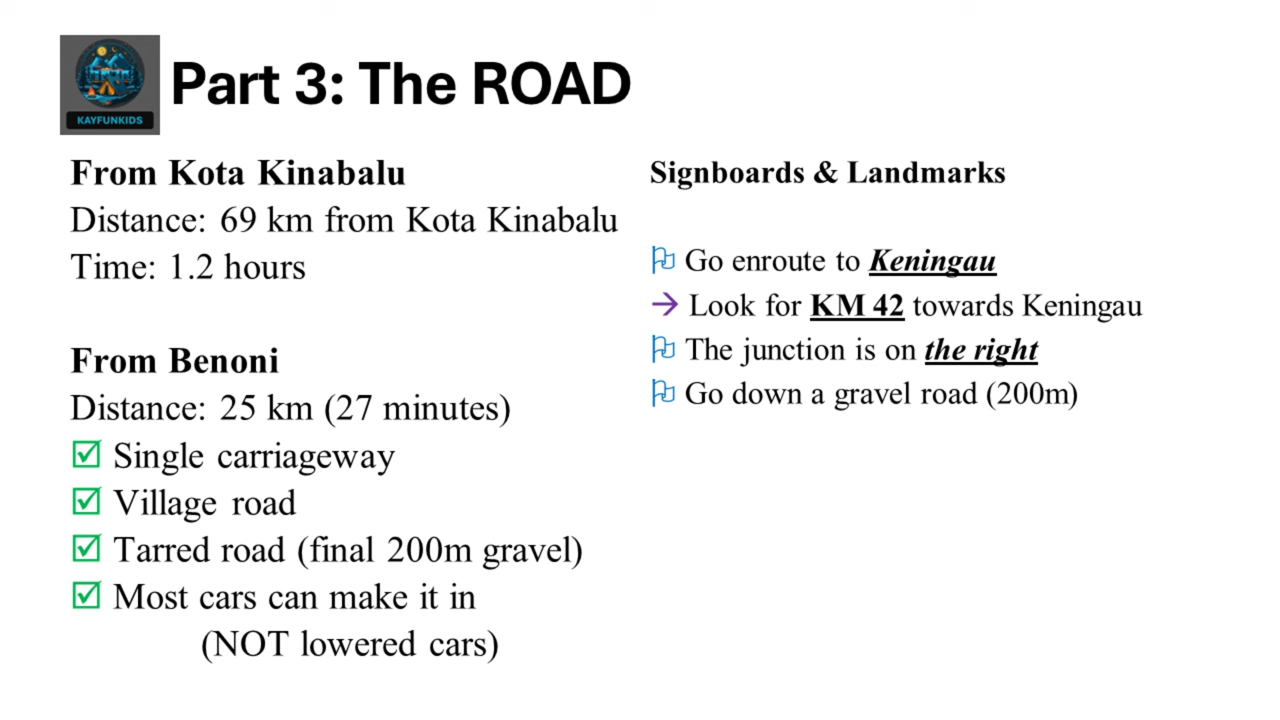 KAYFUNKIDS
Part 3: The ROAD
From Kota Kinabalu
Distance: 69 km from Kota Kinabalu
Time: 1.2 hours
From Benoni
Distance: 25 km (27 minutes)
Single carriageway
Village road
Tarred road (final 200m gravel)
Most cars can make it in
(NOT lowered cars)
Signboards & Landmarks
Go enroute to Keningau
→ Look for KM 42 towards Keningau
The junction is on the right
Go down a gravel road (200m)